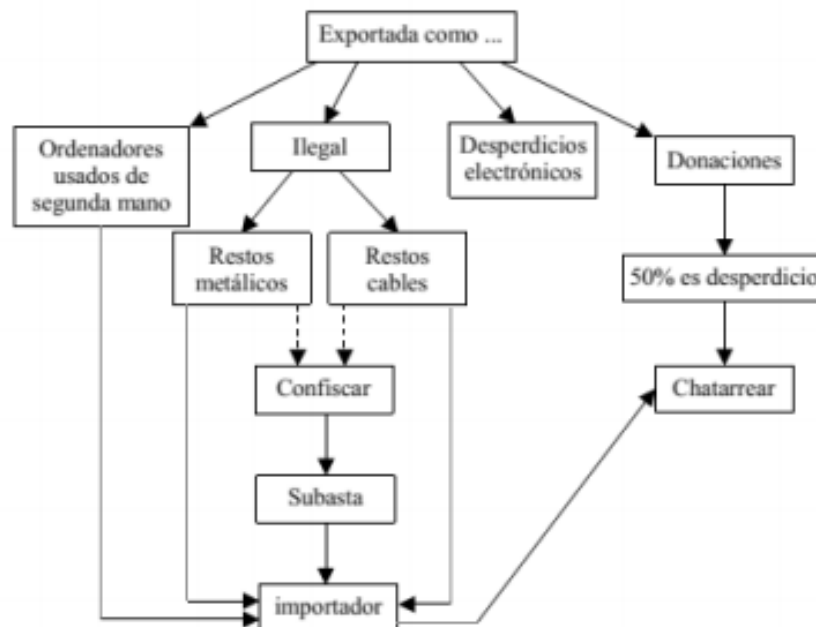 Exportada como ...
Ordenadores
usados de
segunda mano
Ilegal
Desperdicios
electrónicos
Donaciones
Restos
metálicos
Restos
cables
50% es desperdicio
Confiscar
Chatarrear
Subasta
importador